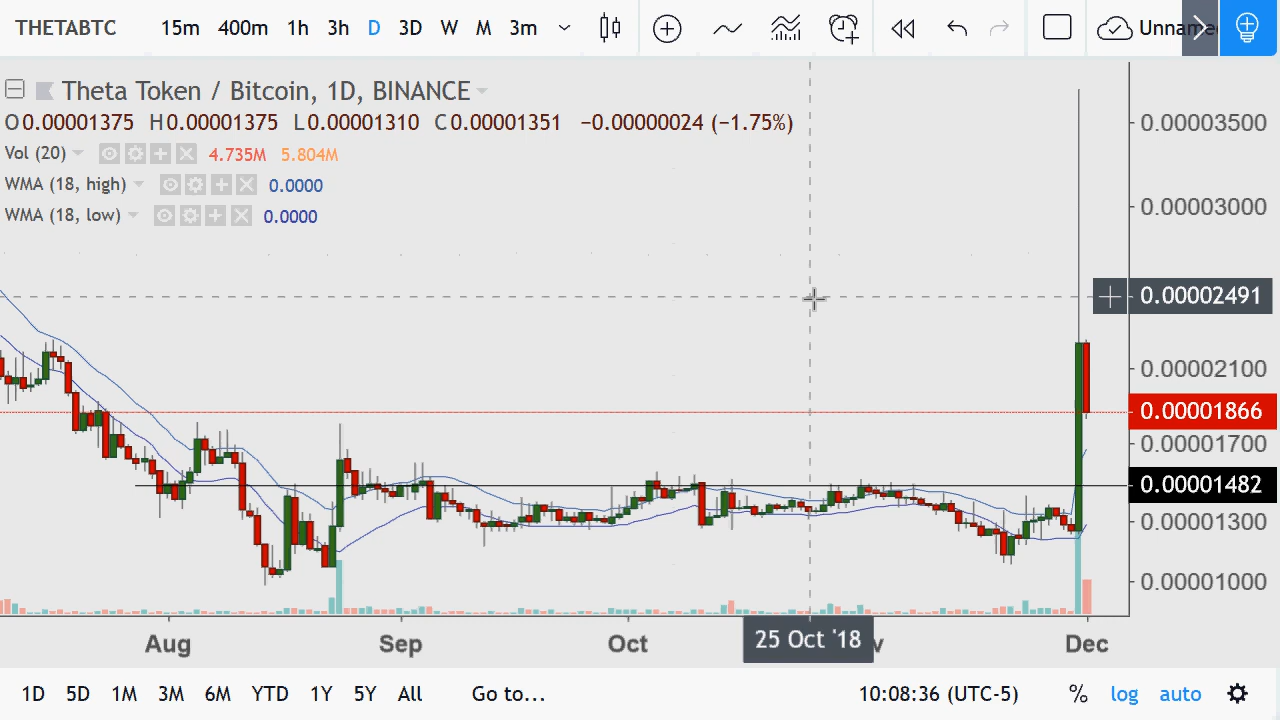 THETABTC 15m 400m 1h 3h D 3D W M 3m
Theta Token / Bitcoin, 1D, BINANCE
O0.00001375 H0.00001375 L0.00001310 C0.00001351 −0.00000024 (−1.75%)
Vol (20) 4.735M 5.804M
WMA (18, high) 0.0000
WMA (18, low) 0.0000
0.00003500
0.00003000
0.00002491
0.00002100
0.00001866
0.00001700
0.00001482
0.00001300
0.00001000
Aug Sep Oct 25 Oct '18 Dec
1D 5D 1M 3M 6M YTD 1Y 5Y All Go to... 10:08:36 (UTC-5) % log auto